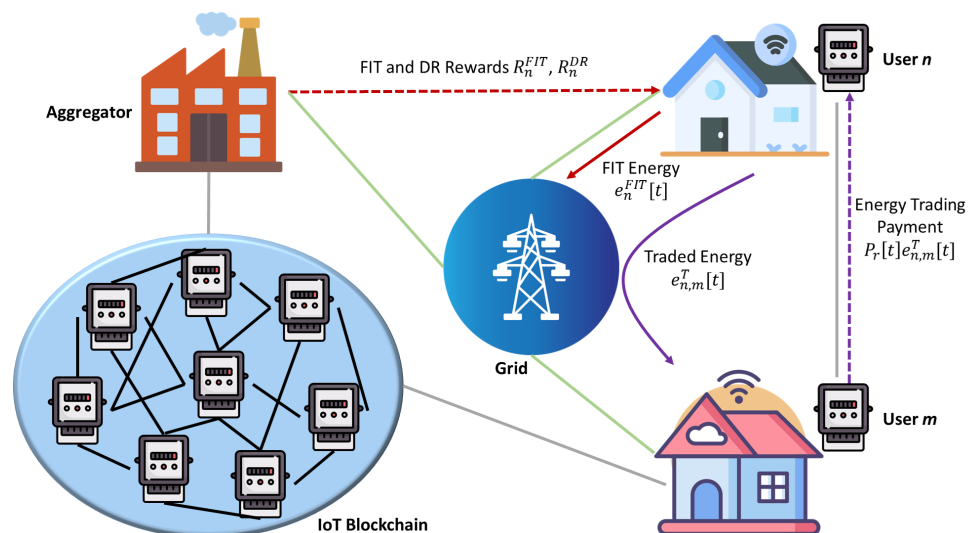 FIT and DR Rewards $R_n^{FIT}$, $R_n^{DR}$
User n
Aggregator
FIT Energy
$e_n^{FIT}[t]$
Energy Trading
Payment
$P_r[t]e_{n,m}^T[t]$
Traded Energy
$e_{n,m}^T[t]$
Grid
User m
IoT Blockchain